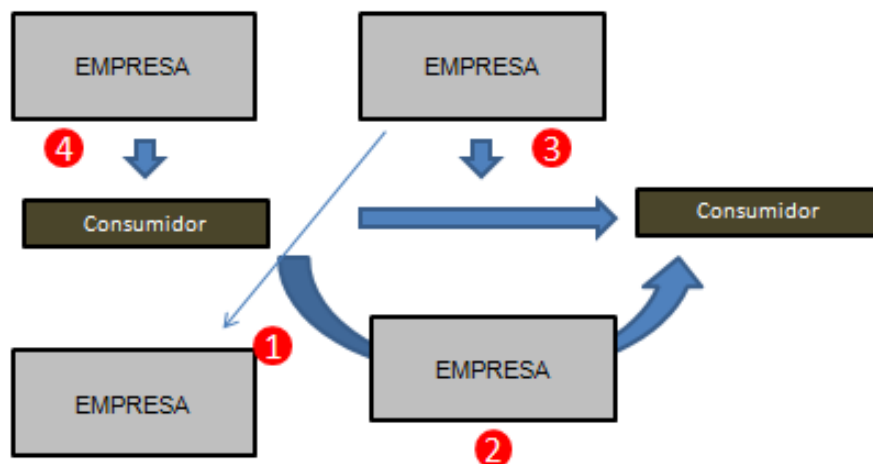 EMPRESA
EMPRESA
4
3
Consumidor
Consumidor
1
EMPRESA
EMPRESA
2